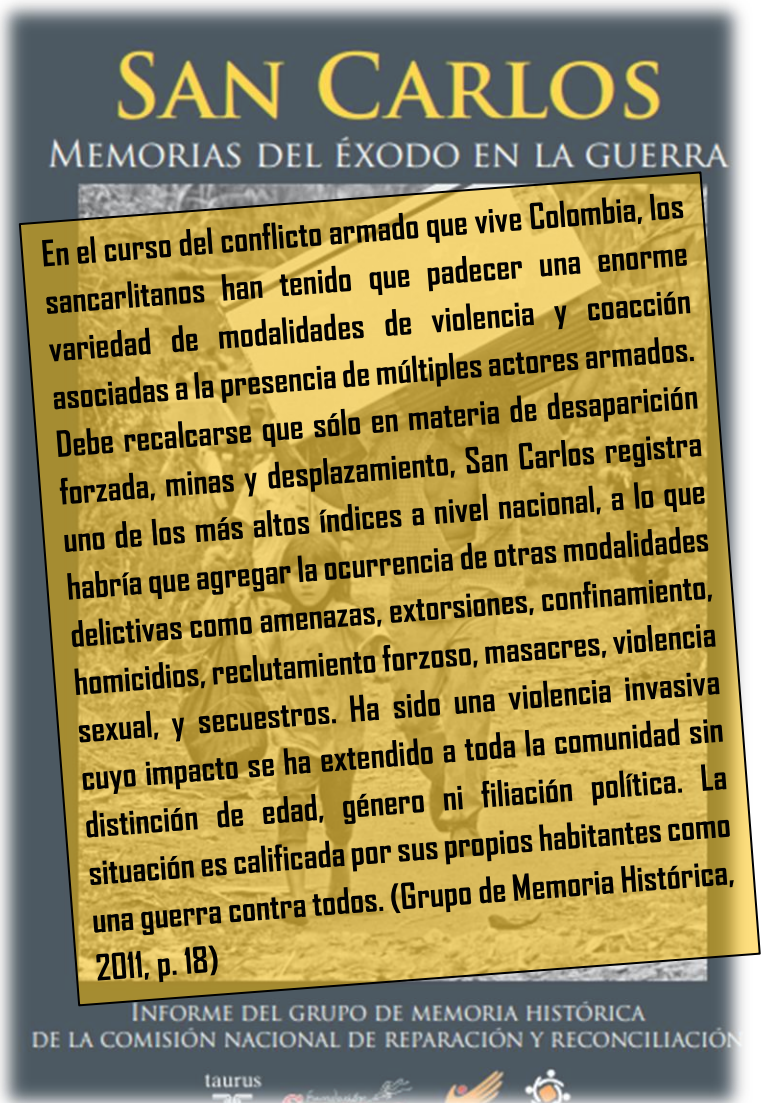 SAN CARLOS
MEMORIAS DEL ÉXODO EN LA GUERRA
En el curso del conflicto armado que vive Colombia, los
sancarlitanos han tenido que padecer una enorme
variedad de modalidades de violencia y coacción
asociadas a la presencia de múltiples actores armados.
Debe recalcarse que sólo en materia de desaparición
forzada, minas y desplazamiento, San Carlos registra
uno de los más altos índices a nivel nacional, a lo que
habría que agregar la ocurrencia de otras modalidades
delictivas como amenazas, extorsiones, confinamiento,
homicidios, reclutamiento forzoso, masacres, violencia
sexual, y secuestros. Ha sido una violencia invasiva
cuyo impacto se ha extendido a toda la comunidad sin
distinción de edad, género ni filiación política. La
situación es calificada por sus propios habitantes como
una guerra contra todos. (Grupo de Memoria Histórica,
2011, p. 18)
INFORME DEL GRUPO DE MEMORIA HISTÓRICA
DE LA COMISIÓN NACIONAL DE REPARACIÓN Y RECONCILIACIÓN
taurus